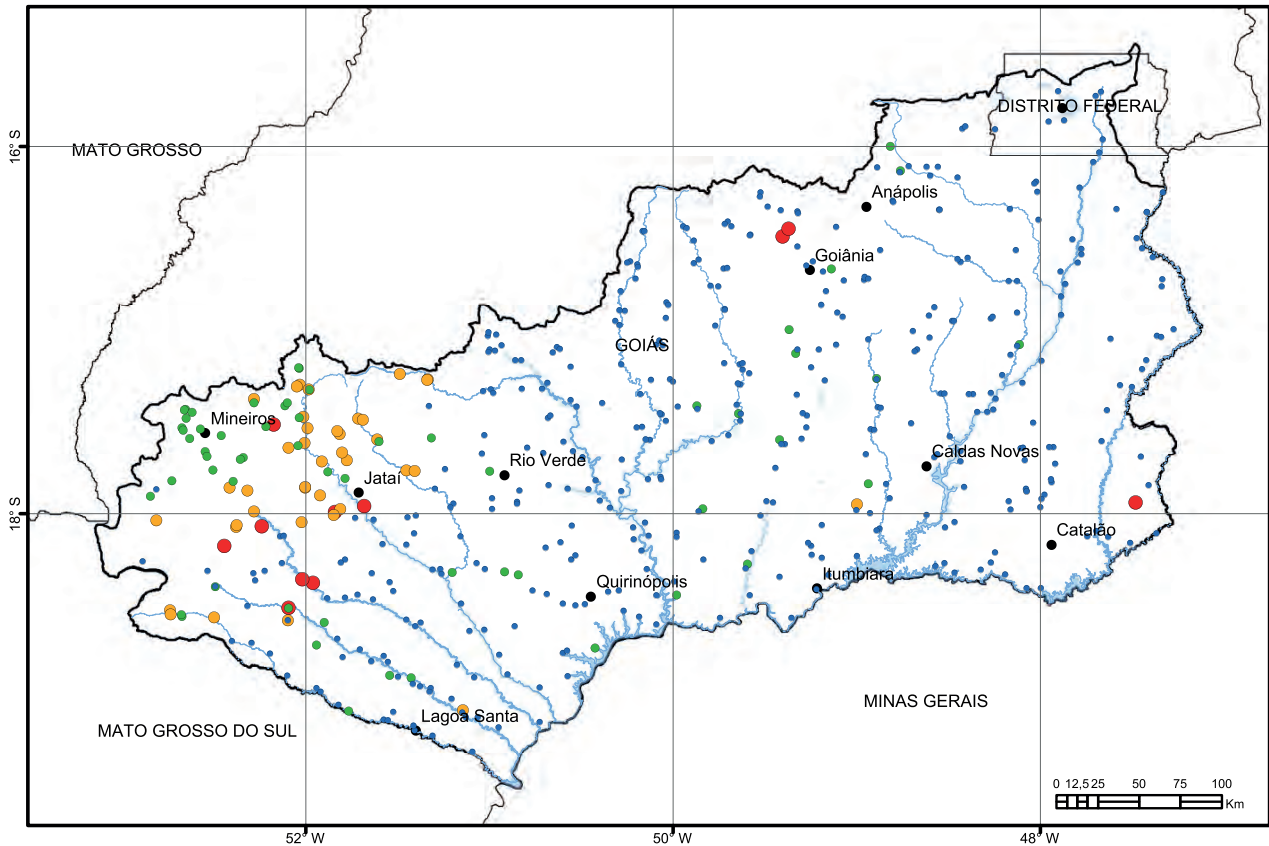 DISTRITO FEDERAL
16° S
MATO GROSSO
Anápolis
Goiânia
GOIÁS
Mineiros
Caldas Novas
Rio Verde
Jataí
18° S
Catalão
Itumbiara
Quirinópolis
MINAS GERAIS
Lagoa Santa
MATO GROSSO DO SUL
0 12,5 25 50 75 100
Km
52° W 50° W 48° W